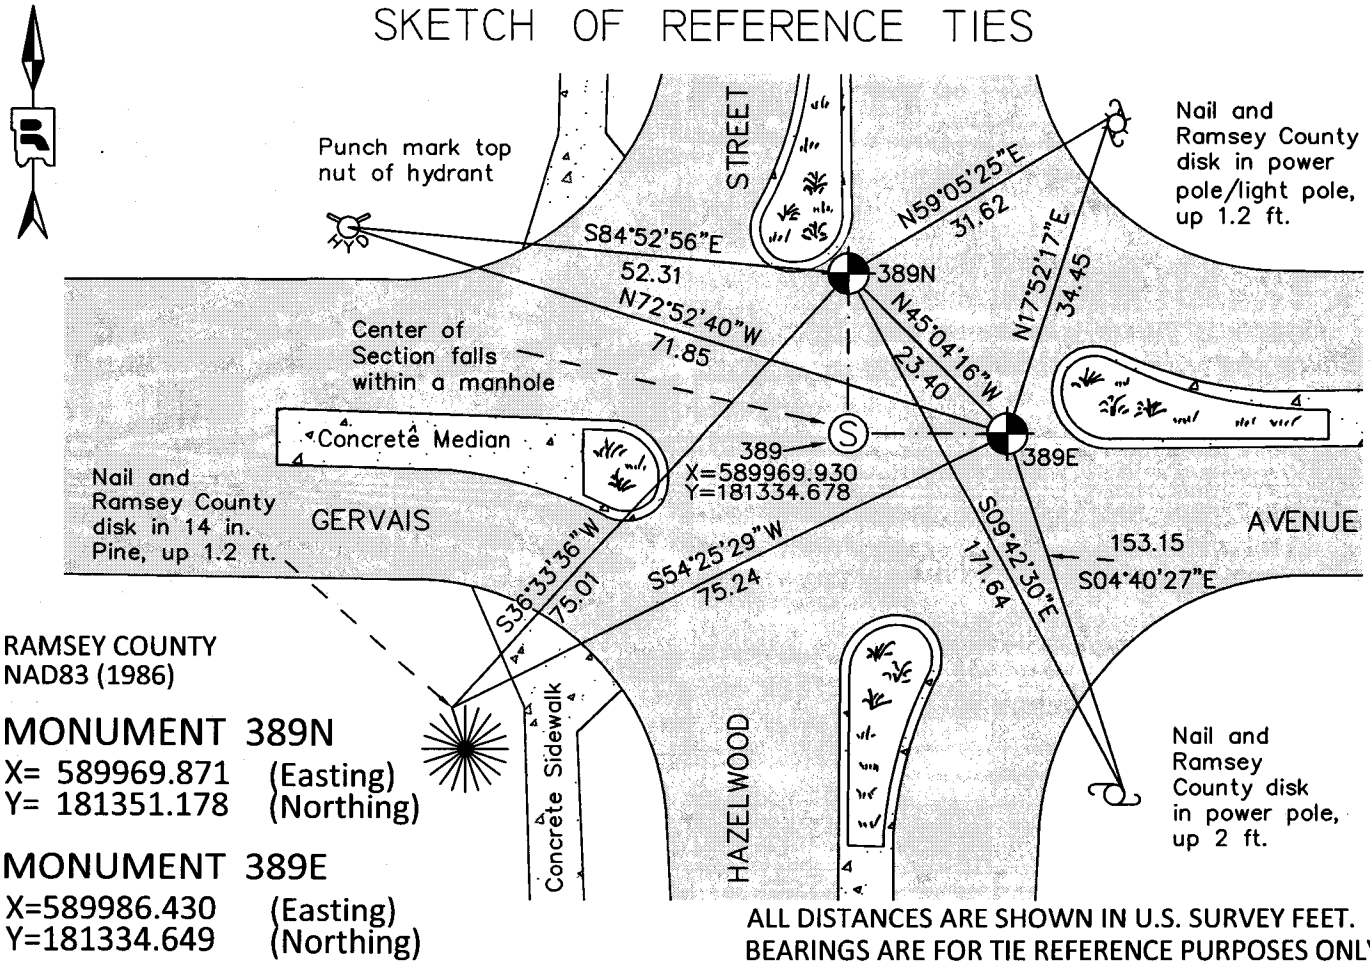 SKETCH OF REFERENCE TIES
STREET
Nail and
Ramsey County
disk in power
pole/light pole,
up 1.2 ft.
Punch mark top
nut of hydrant
HYD
N59°05'25"E
31.62
S84°52'56"E
52.31
N17°52'17"E
34.45
389N
N72°52'40"W
71.85
N45°04'16"W
23.40
Center of
Section falls
within a manhole
S
Concrete Median
389
X=589969.930
Y=181334.678
389E
Nail and
Ramsey County
disk in 14 in.
Pine, up 1.2 ft.
GERVAIS
AVENUE
S36°33'36"W
75.01
S54°25'29"W
75.24
S09°42'30"E
171.64
153.15
S04°40'27"E
RAMSEY COUNTY
NAD83 (1986)
MONUMENT 389N
X= 589969.871 (Easting)
Y= 181351.178 (Northing)
MONUMENT 389E
X=589986.430 (Easting)
Y=181334.649 (Northing)
Concrete Sidewalk
HAZELWOOD
Nail and
Ramsey
County disk
in power pole,
up 2 ft.
ALL DISTANCES ARE SHOWN IN U.S. SURVEY FEET.
BEARINGS ARE FOR TIE REFERENCE PURPOSES ONLY